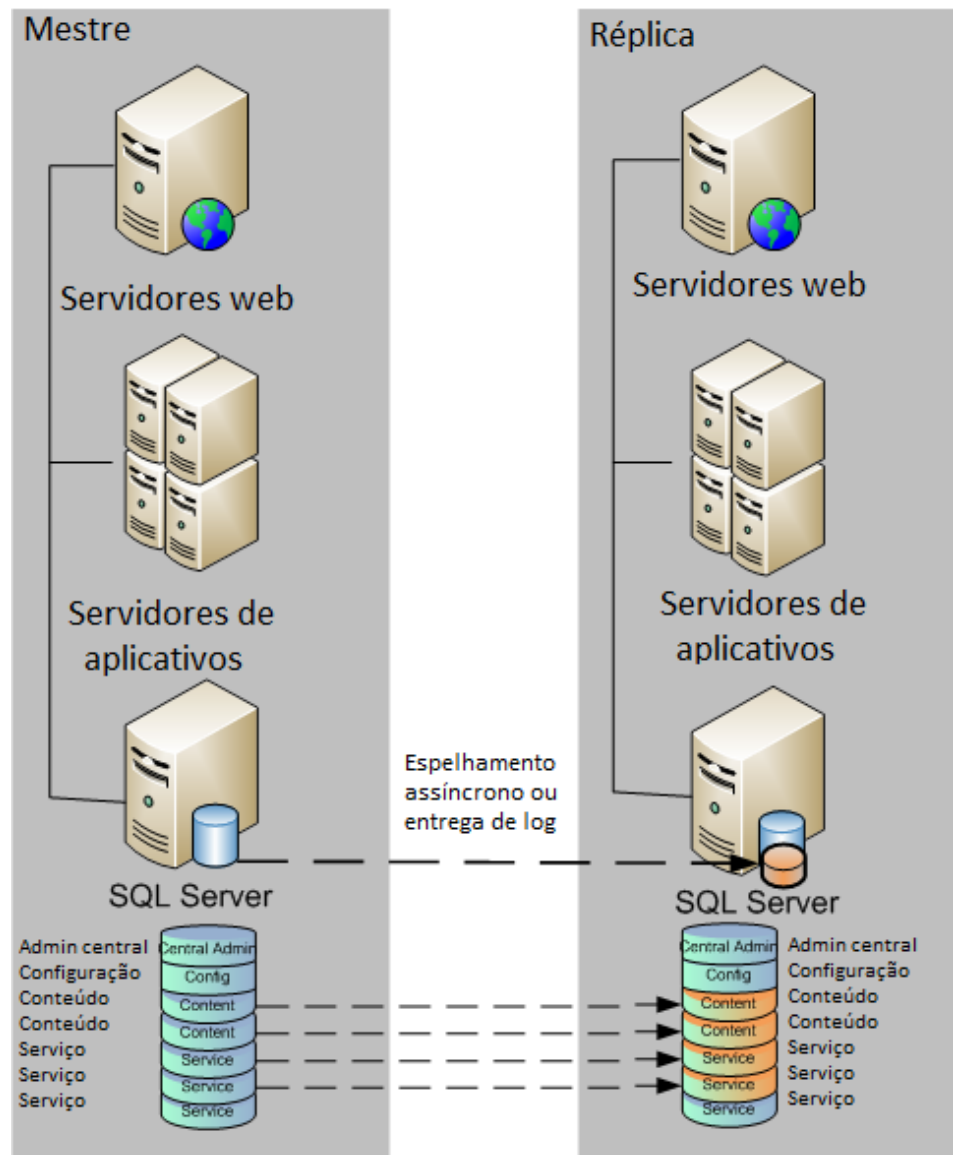 Mestre
Servidores web
Servidores de
aplicativos
SQL Server
Admin central
Configuração
Conteúdo
Conteúdo
Serviço
Serviço
Serviço
Central Admin
Config
Content
Content
Service
Service
Service
Espelhamento
assíncrono ou
entrega de log
Réplica
Servidores web
Servidores de
aplicativos
SQL Server
Central Admin
Config
Content
Content
Service
Service
Service
Admin central
Configuração
Conteúdo
Conteúdo
Serviço
Serviço
Serviço